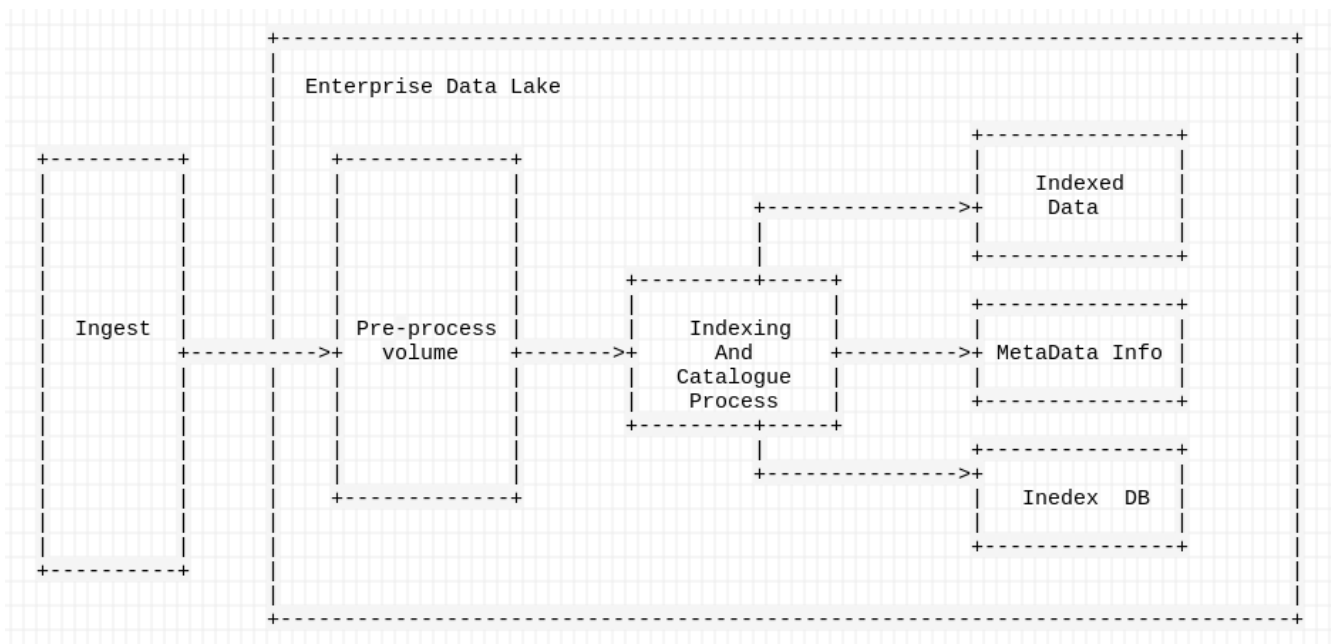 Enterprise Data Lake
Ingest
Pre-process
volume
Indexing
And
Catalogue
Process
Indexed
Data
MetaData Info
Inedex  DB